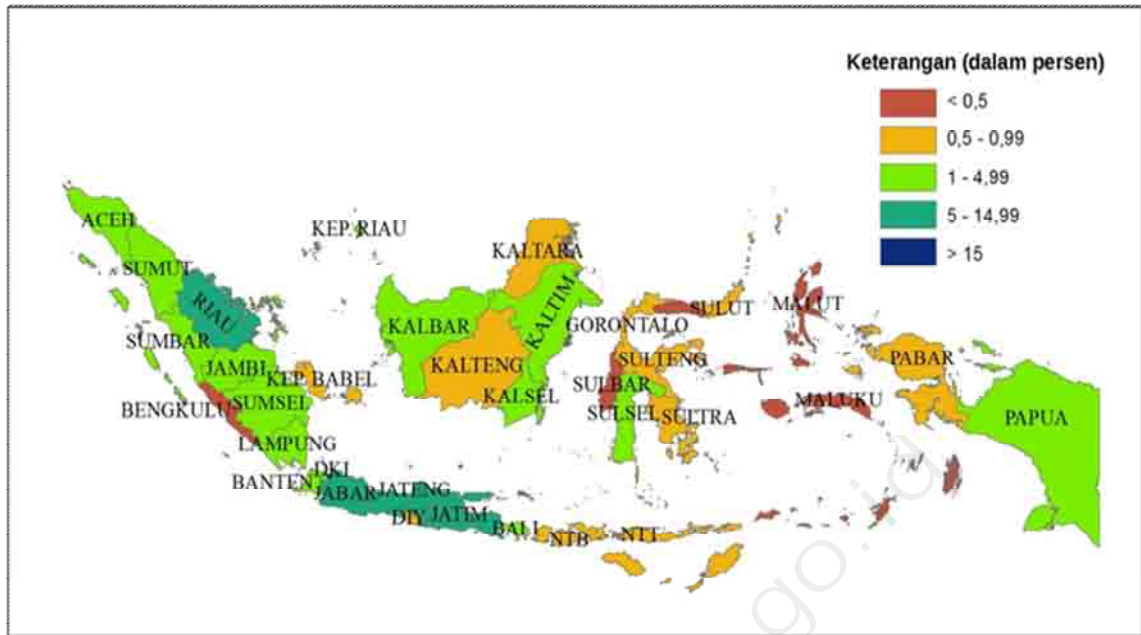 Keterangan (dalam persen)
< 0,5
0,5 - 0,99
1 - 4,99
5 - 14,99
> 15
ACEH
SUMUT
RIAU
KEP. RIAU
SUMBAR
JAMBI
KEP. BABEL
BENGKULU
SUMSEL
LAMPUNG
BANTEN
DKI
JABAR
JATENG
DIY
JATIM
BALI
NTB
NTT
KALTARA
KALBAR
KALTIM
KALTENG
KALSEL
GORONTALO
SULUT
SULTENG
SULBAR
SULSEL
SULTRA
MALUT
MALUKU
PABAR
PAPUA
go.id